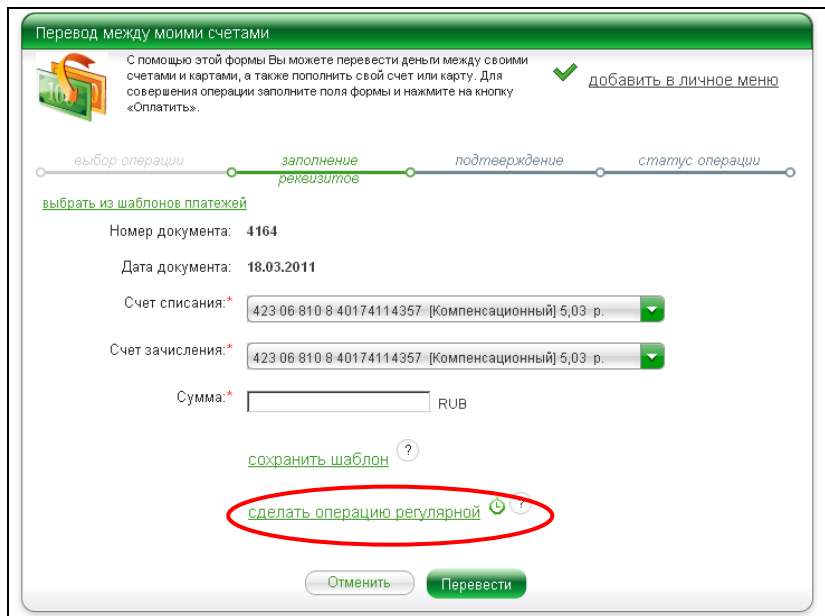 Перевод между моими счетами
С помощью этой формы Вы можете перевести деньги между своими
счетами и картами, а также пополнить свой счет или карту. Для
совершения операции заполните поля формы и нажмите на кнопку
«Оплатить».
добавить в личное меню
выбор операции
заполнение
реквизитов
подтверждение
статус операции
выбрать из шаблонов платежей
Номер документа: 4164
Дата документа: 18.03.2011
Счет списания:* 423 06 810 8 40174114357 [Компенсационный] 5,03 р.
Счет зачисления:* 423 06 810 8 40174114357 [Компенсационный] 5,03 р.
Сумма:* RUB
сохранить шаблон ?
сделать операцию регулярной ?
Отменить Перевести